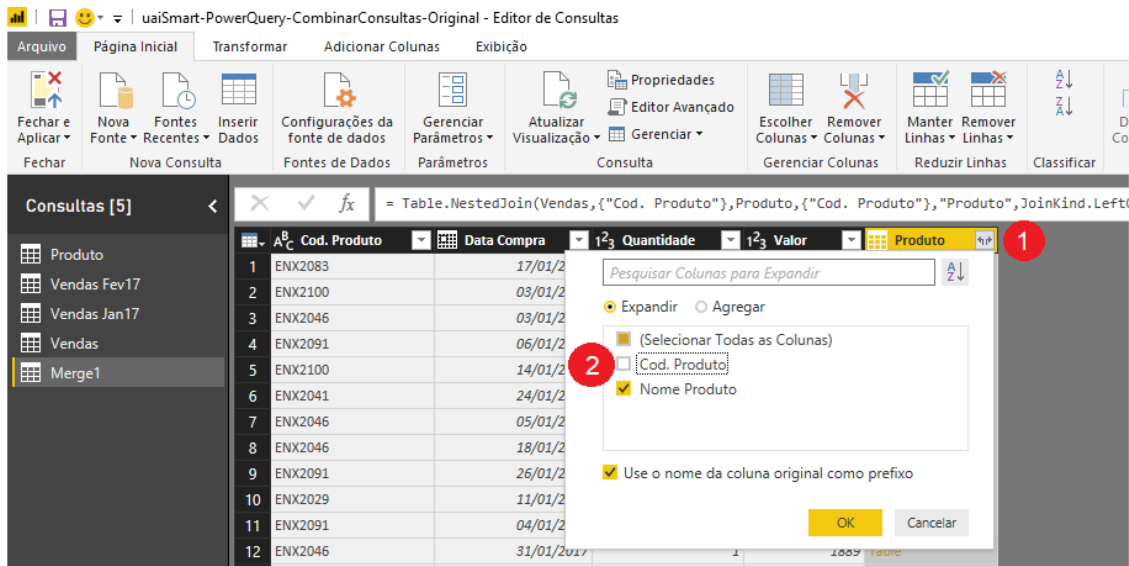 uaiSmart-PowerQuery-CombinarConsultas-Original - Editor de Consultas
Arquivo Página Inicial Transformar Adicionar Colunas Exibição
Fechar e Aplicar
Nova Fonte
Fontes Recentes
Inserir Dados
Configurações da fonte de dados
Gerenciar Parâmetros
Atualizar Visualização
Propriedades
Editor Avançado
Gerenciar
Escolher Colunas
Remover Colunas
Manter Linhas
Remover Linhas
Fechar Nova Consulta Fontes de Dados Parâmetros Consulta Gerenciar Colunas Reduzir Linhas Classificar
Consultas [5]
Produto
Vendas Fev17
Vendas Jan17
Vendas
Merge1
fx = Table.NestedJoin(Vendas,{"Cod. Produto"},Produto,{"Cod. Produto"},"Produto",JoinKind.Left
Cod. Produto Data Compra Quantidade Valor Produto 1
1 ENX2083 17/01/2
2 ENX2100 03/01/2
3 ENX2046 03/01/2
4 ENX2091 06/01/2
5 ENX2100 14/01/2
6 ENX2041 24/01/2
7 ENX2046 05/01/2
8 ENX2046 18/01/2
9 ENX2091 26/01/2
10 ENX2029 11/01/2
11 ENX2091 04/01/2
12 ENX2046 31/01/2017 1 1889 Table
Pesquisar Colunas para Expandir
Expandir Agregar
(Selecionar Todas as Colunas)
2 Cod. Produto
Nome Produto
Use o nome da coluna original como prefixo
OK Cancelar